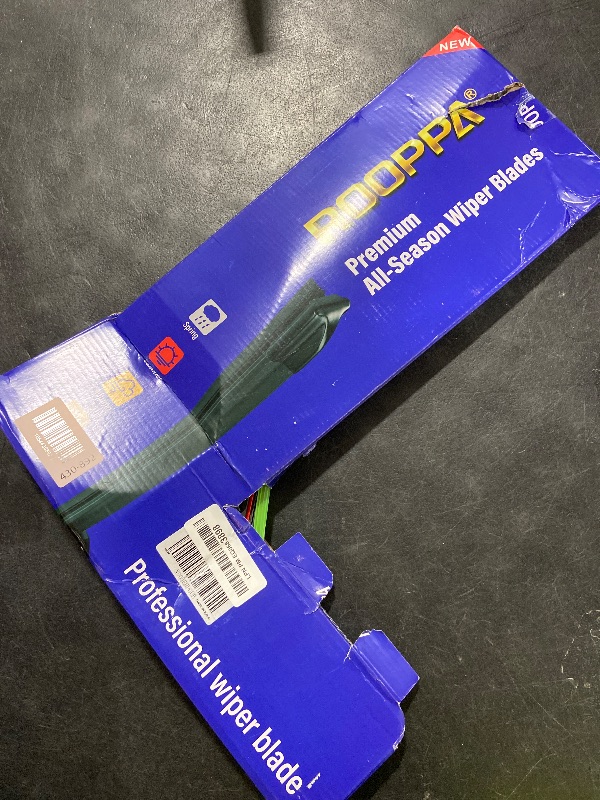 NEW
DOOPPA®
Premium
All-Season Wiper Blades
Spring
Professional wiper blade